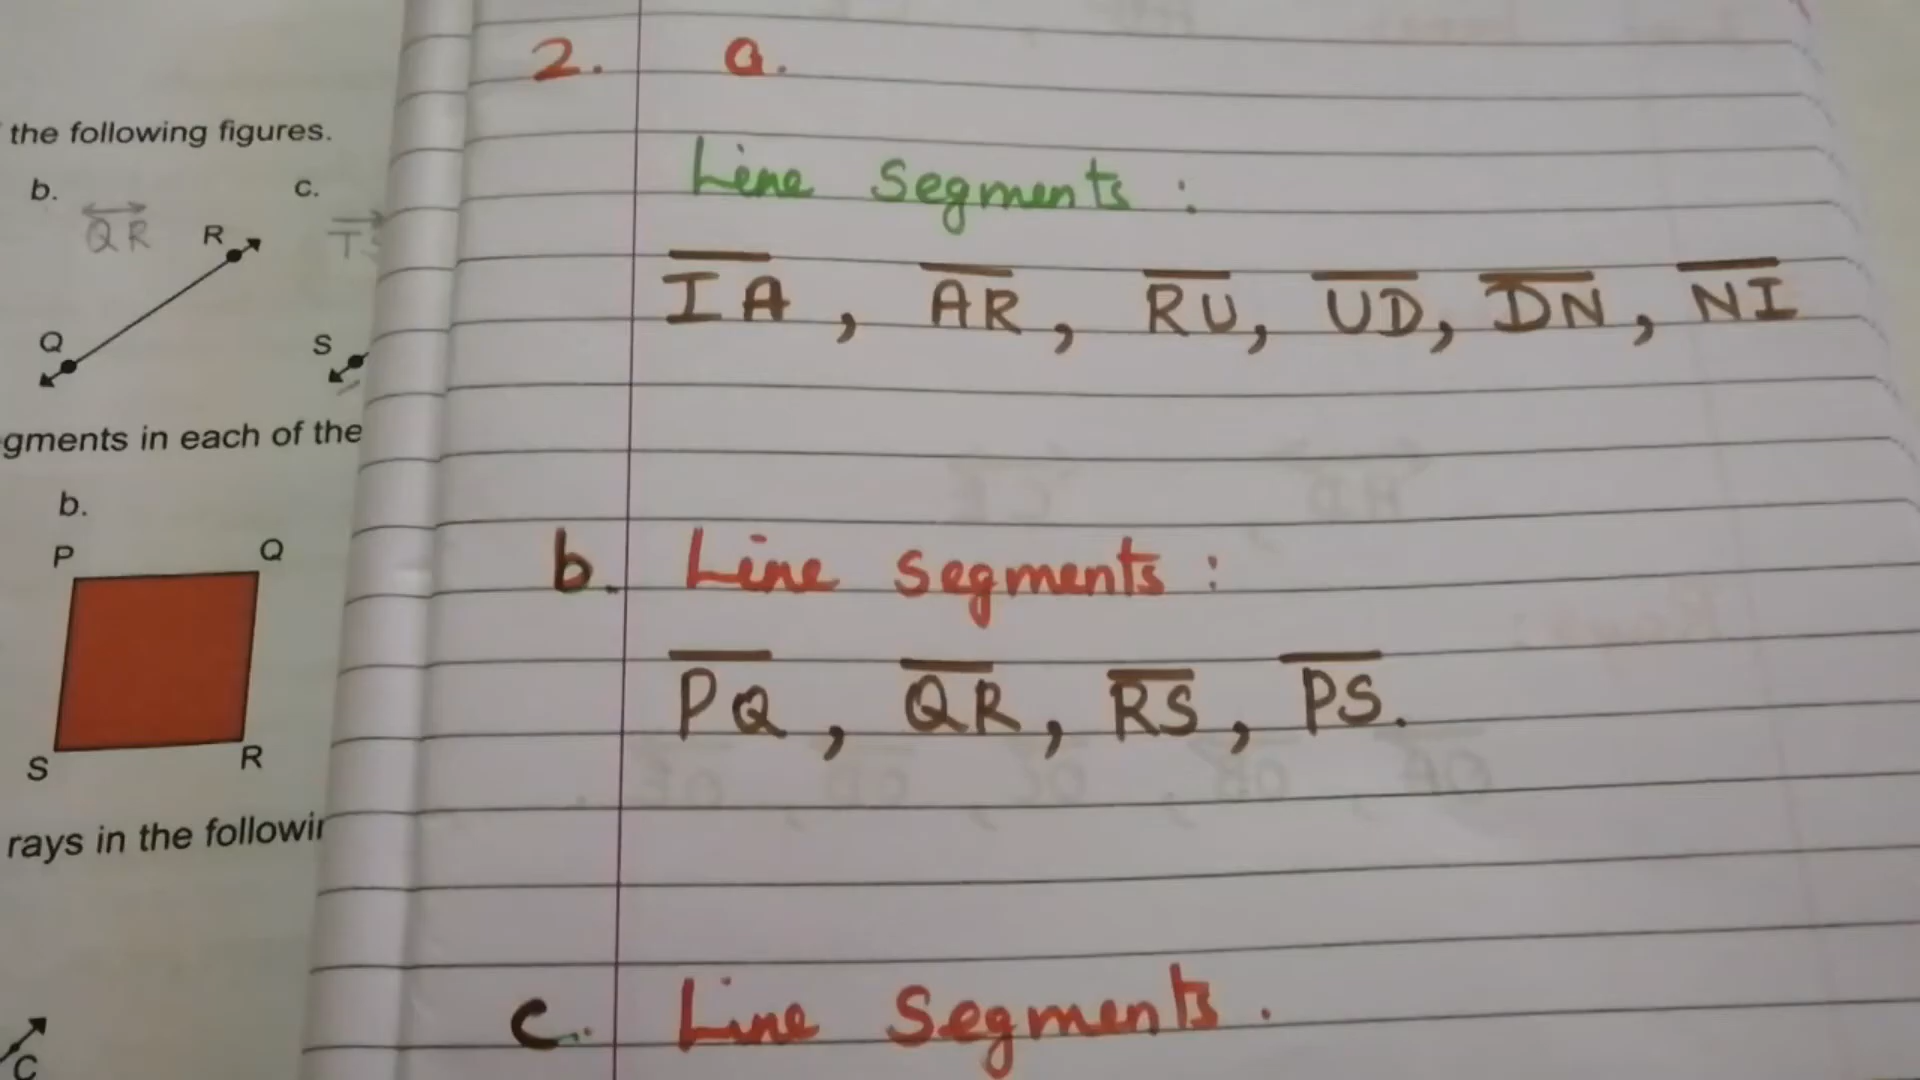 the following figures.
b.
c.
QR
R
Q
S
gments in each of the
b.
P
Q
S
R
rays in the followin
C
2. a.
Line Segments :
IA, AR, RU, UD, DN, NI
b. Line segments :
PQ, QR, RS, PS.
c. Line Segments.